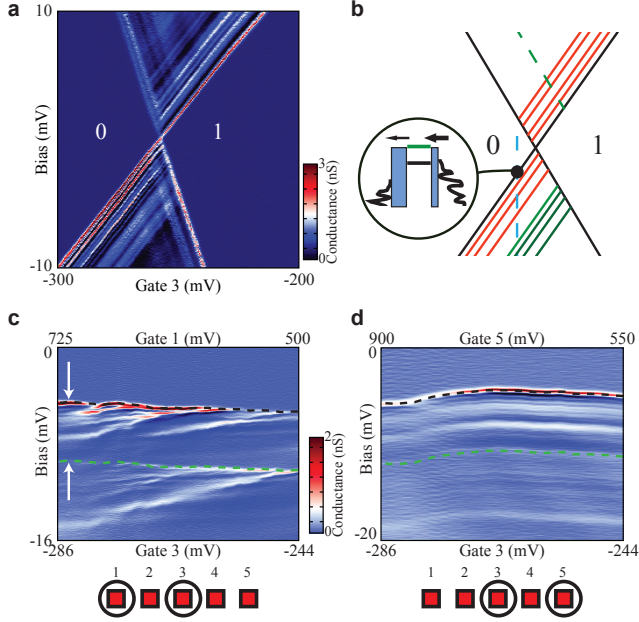 a
10
Bias (mV)
-10
0
1
3
Conductance (nS)
0
-300
Gate 3 (mV)
-200
b
0
1
c
725
Gate 1 (mV)
500
0
Bias (mV)
-16
2
Conductance (nS)
0
-286
Gate 3 (mV)
-244
1 2 3 4 5
d
900
Gate 5 (mV)
550
0
Bias (mV)
-20
-286
Gate 3 (mV)
-244
1 2 3 4 5